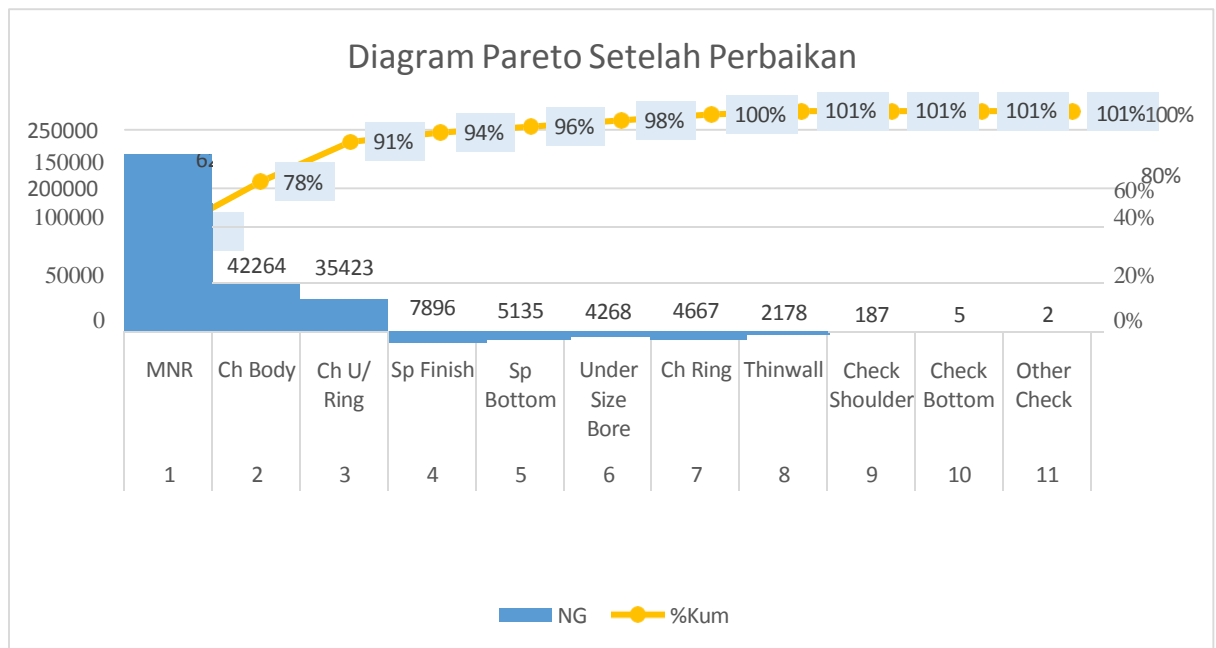 Diagram Pareto Setelah Perbaikan
250000
150000
200000
100000
50000
0
78%
91%
94%
96%
98%
100%
101%
101%
101%
101%
100%
80%
60%
40%
20%
0%
42264
35423
7896
5135
4268
4667
2178
187
5
2
MNR
Ch Body
Ch U/
Ring
Sp Finish
Sp
Bottom
Under
Size
Bore
Ch Ring
Thinwall
Check
Shoulder
Check
Bottom
Other
Check
1
2
3
4
5
6
7
8
9
10
11
NG
%Kum